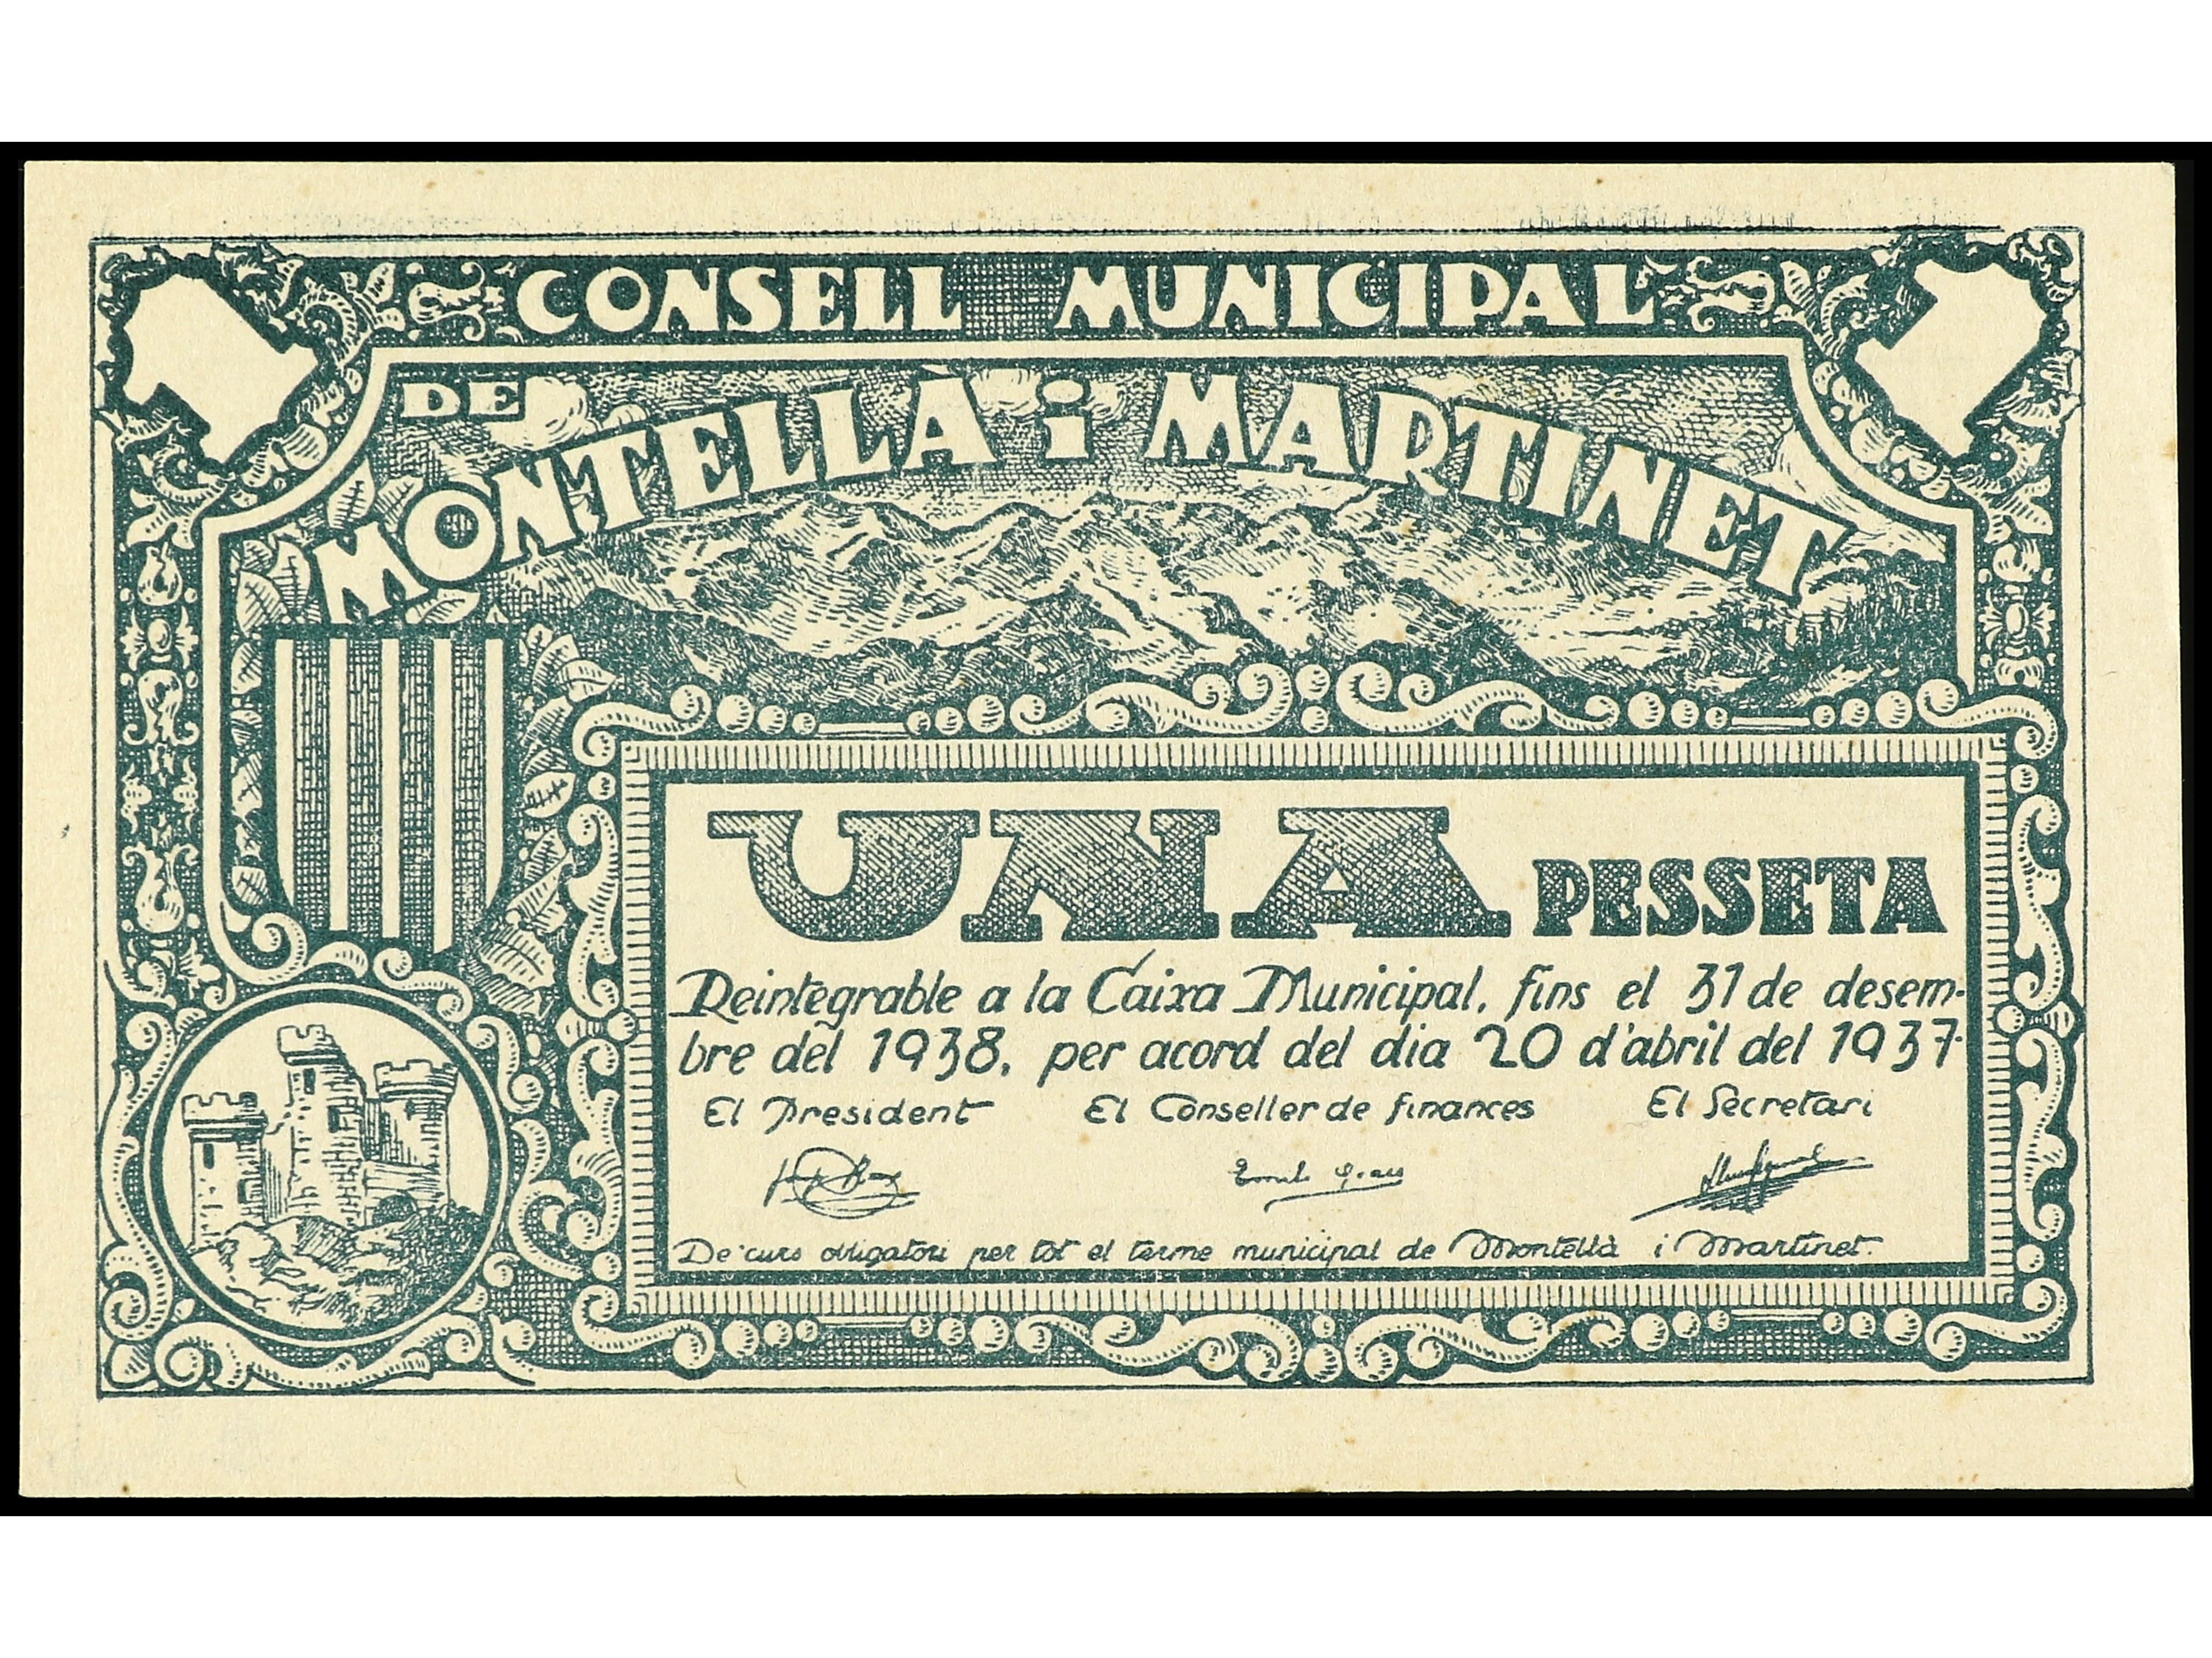 1 CONSELL MUNICIPAL 1
DE
MONTELLÀ i MARTINET
UNA PESSETA
Reintegrable a la Caixa Municipal, fins el 31 de desem-
bre del 1938, per acord del dia 20 d'abril del 1937.
El President El Conseller de finances El Secretari
De curs obligatori per tot el terme municipal de Montellà i Martinet.